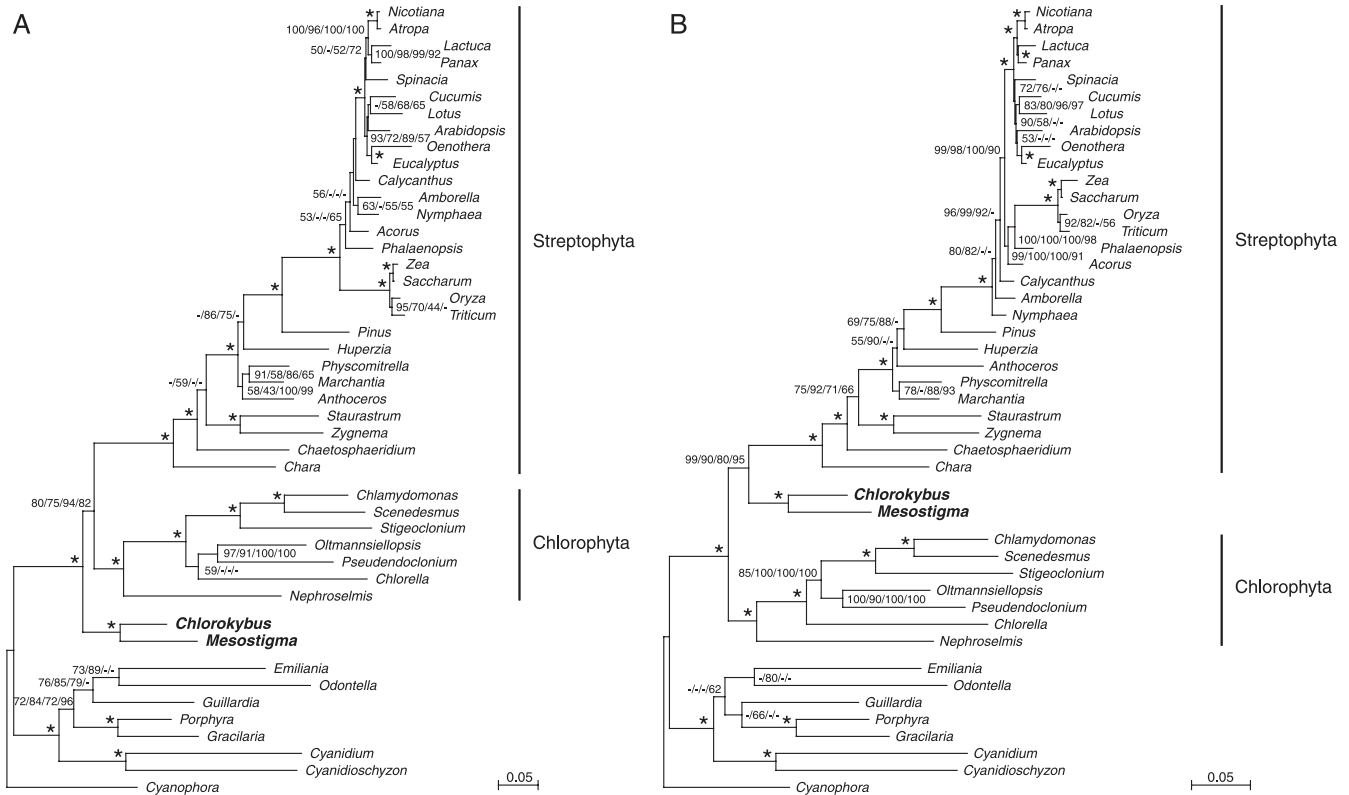 A
*
Nicotiana
100/96/100/100
Atropa
50/-/52/72
Lactuca
100/98/99/92
Panax
Spinacia
*
Cucumis
-/58/68/65
Lotus
Arabidopsis
93/72/89/57
Oenothera
*
Eucalyptus
Calycanthus
56/-/-/-
Amborella
63/-/55/55
Nymphaea
53/-/-/65
Acorus
Phalaenopsis
*
*
Zea
*
Saccharum
Oryza
95/70/44/-
Triticum
*
-/86/75/-
Pinus
Huperzia
*
Physcomitrella
91/58/86/65
Marchantia
58/43/100/99
Anthoceros
-/59/-/-
*
*
Staurastrum
Zygnema
*
Chaetosphaeridium
Chara
Streptophyta
80/75/94/82
*
Chlamydomonas
*
Scenedesmus
Stigeoclonium
*
Oltmannsiellopsis
97/91/100/100
Pseudendoclonium
59/-/-/-
Chlorella
*
*
Nephroselmis
Chlorophyta
*
Chlorokybus
Mesostigma
73/89/-/-
Emiliania
76/85/79/-
Odontella
72/84/72/96
Guillardia
*
Porphyra
Gracilaria
*
*
Cyanidium
Cyanidioschyzon
Cyanophora
0.05
B
*
Nicotiana
*
Atropa
Lactuca
*
*
Panax
Spinacia
72/76/-/-
Cucumis
83/80/96/97
Lotus
90/58/-/-
Arabidopsis
53/-/-/-
Oenothera
99/98/100/90
*
Eucalyptus
*
Zea
*
Saccharum
Oryza
92/82/-/56
96/99/92/-
Triticum
100/100/100/98
Phalaenopsis
80/82/-/-
99/100/100/91
Acorus
Calycanthus
*
Amborella
Nymphaea
*
69/75/88/-
Pinus
55/90/-/-
Huperzia
*
Anthoceros
Physcomitrella
75/92/71/66
78/-/88/93
Marchantia
*
*
Staurastrum
Zygnema
*
Chaetosphaeridium
99/90/80/95
Chara
Streptophyta
*
Chlorokybus
Mesostigma
*
*
Chlamydomonas
*
Scenedesmus
85/100/100/100
Stigeoclonium
Oltmannsiellopsis
*
100/90/100/100
Pseudendoclonium
*
Chlorella
Nephroselmis
Chlorophyta
Emiliania
-/80/-/-
-/-/-/62
Odontella
Guillardia
-/66/-/-
*
*
Porphyra
Gracilaria
*
Cyanidium
Cyanidioschyzon
Cyanophora
0.05